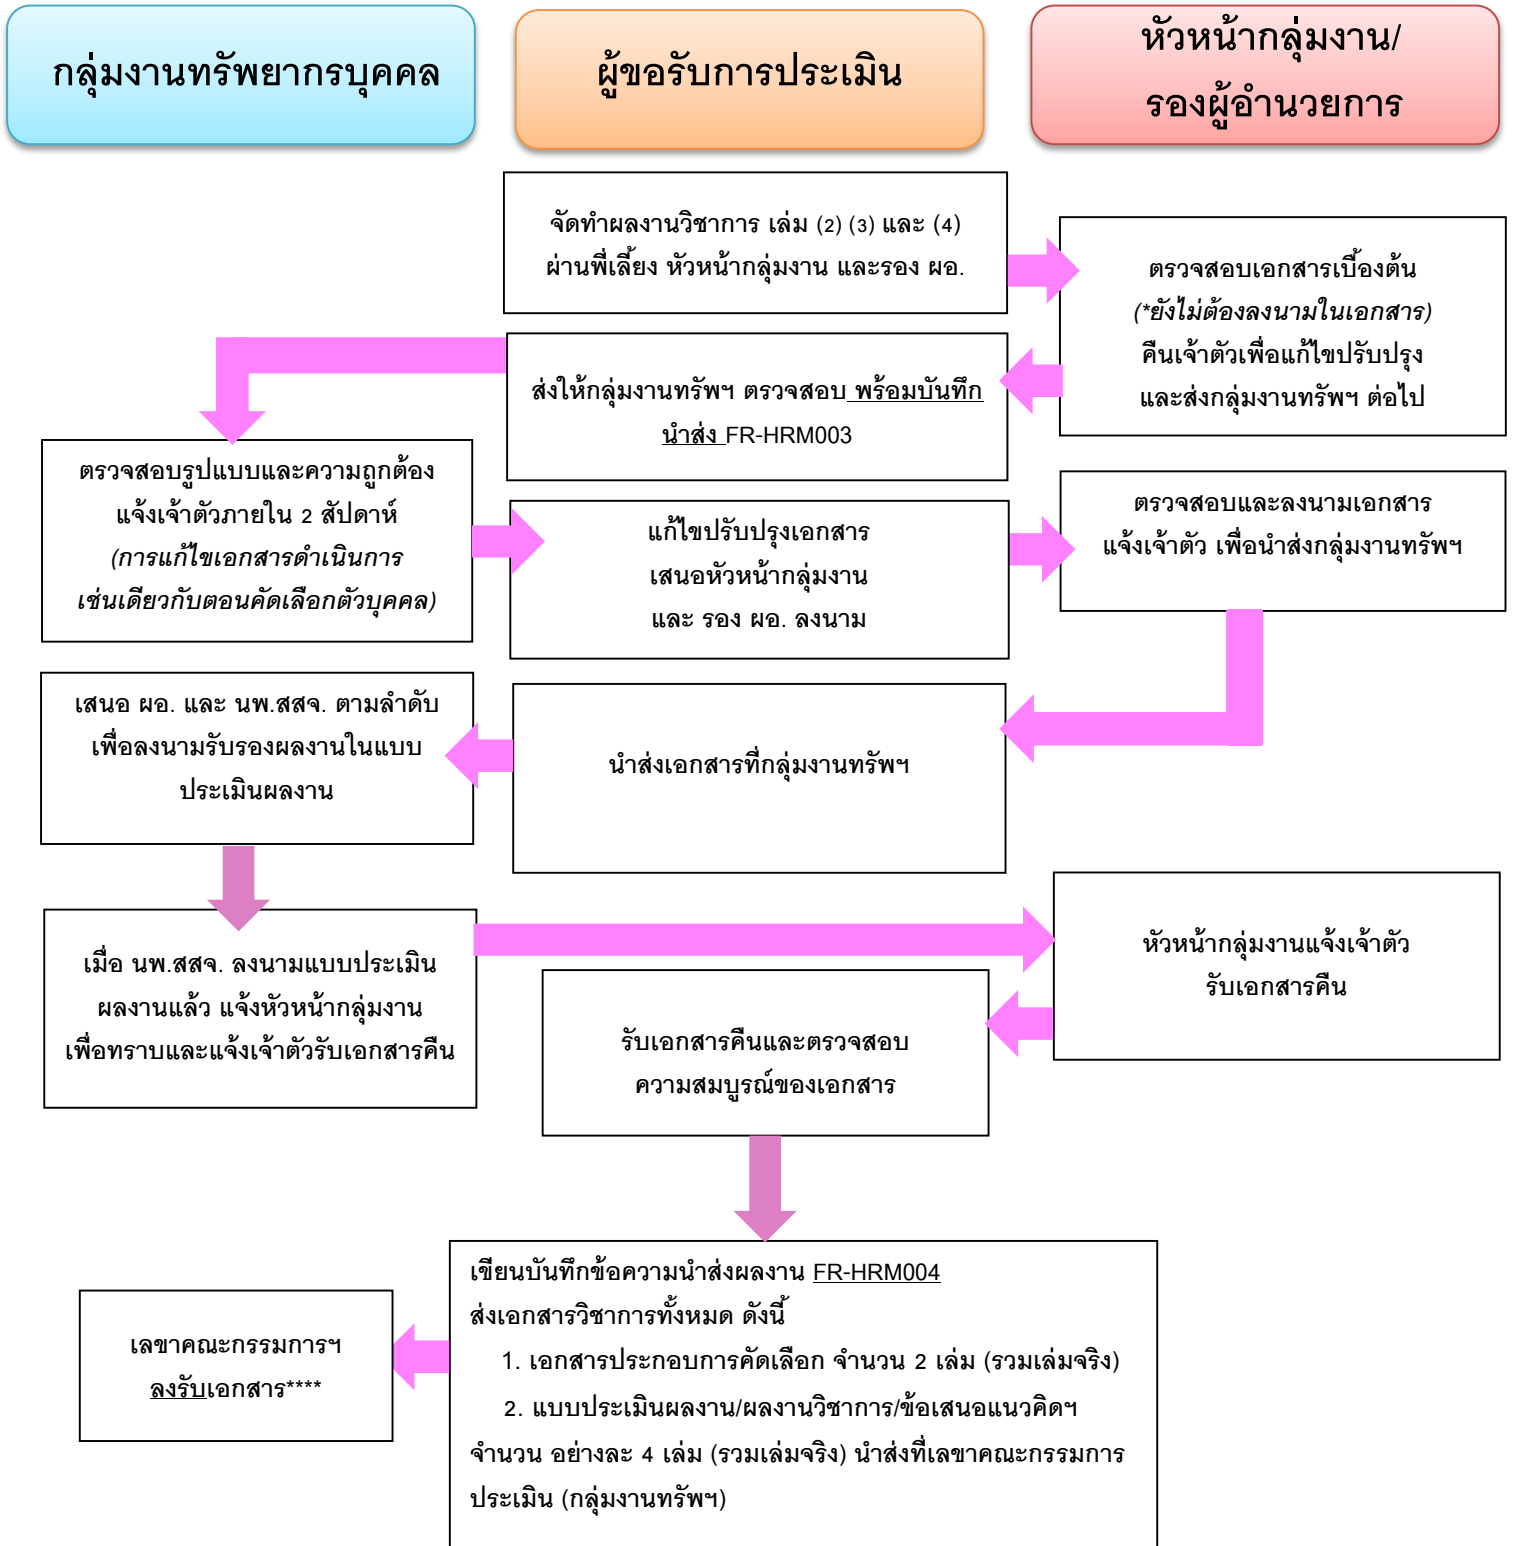 กลุ่มงานทรัพยากรบุคคล
ผู้ขอรับการประเมิน
หัวหน้ากลุ่มงาน/
รองผู้อำนวยการ
จัดทำผลงานวิชาการ เล่ม (2) (3) และ (4)
ผ่านพี่เลี้ยง หัวหน้ากลุ่มงาน และรอง ผอ.
ตรวจสอบเอกสารเบื้องต้น
(*ยังไม่ต้องลงนามในเอกสาร)
คืนเจ้าตัวเพื่อแก้ไขปรับปรุง
และส่งกลุ่มงานทรัพฯ ต่อไป
ส่งให้กลุ่มงานทรัพฯ ตรวจสอบ พร้อมบันทึก
นำส่ง FR-HRM003
ตรวจสอบรูปแบบและความถูกต้อง
แจ้งเจ้าตัวภายใน 2 สัปดาห์
(การแก้ไขเอกสารดำเนินการ
เช่นเดียวกับตอนคัดเลือกตัวบุคคล)
แก้ไขปรับปรุงเอกสาร
เสนอหัวหน้ากลุ่มงาน
และ รอง ผอ. ลงนาม
ตรวจสอบและลงนามเอกสาร
แจ้งเจ้าตัว เพื่อนำส่งกลุ่มงานทรัพฯ
เสนอ ผอ. และ นพ.สสจ. ตามลำดับ
เพื่อลงนามรับรองผลงานในแบบ
ประเมินผลงาน
นำส่งเอกสารที่กลุ่มงานทรัพฯ
เมื่อ นพ.สสจ. ลงนามแบบประเมิน
ผลงานแล้ว แจ้งหัวหน้ากลุ่มงาน
เพื่อทราบและแจ้งเจ้าตัวรับเอกสารคืน
หัวหน้ากลุ่มงานแจ้งเจ้าตัว
รับเอกสารคืน
รับเอกสารคืนและตรวจสอบ
ความสมบูรณ์ของเอกสาร
เขียนบันทึกข้อความนำส่งผลงาน FR-HRM004
ส่งเอกสารวิชาการทั้งหมด ดังนี้
1. เอกสารประกอบการคัดเลือก จำนวน 2 เล่ม (รวมเล่มจริง)
2. แบบประเมินผลงาน/ผลงานวิชาการ/ข้อเสนอแนวคิดฯ
จำนวน อย่างละ 4 เล่ม (รวมเล่มจริง) นำส่งที่เลขาคณะกรรมการ
ประเมิน (กลุ่มงานทรัพฯ)
เลขาคณะกรรมการฯ
ลงรับเอกสาร****